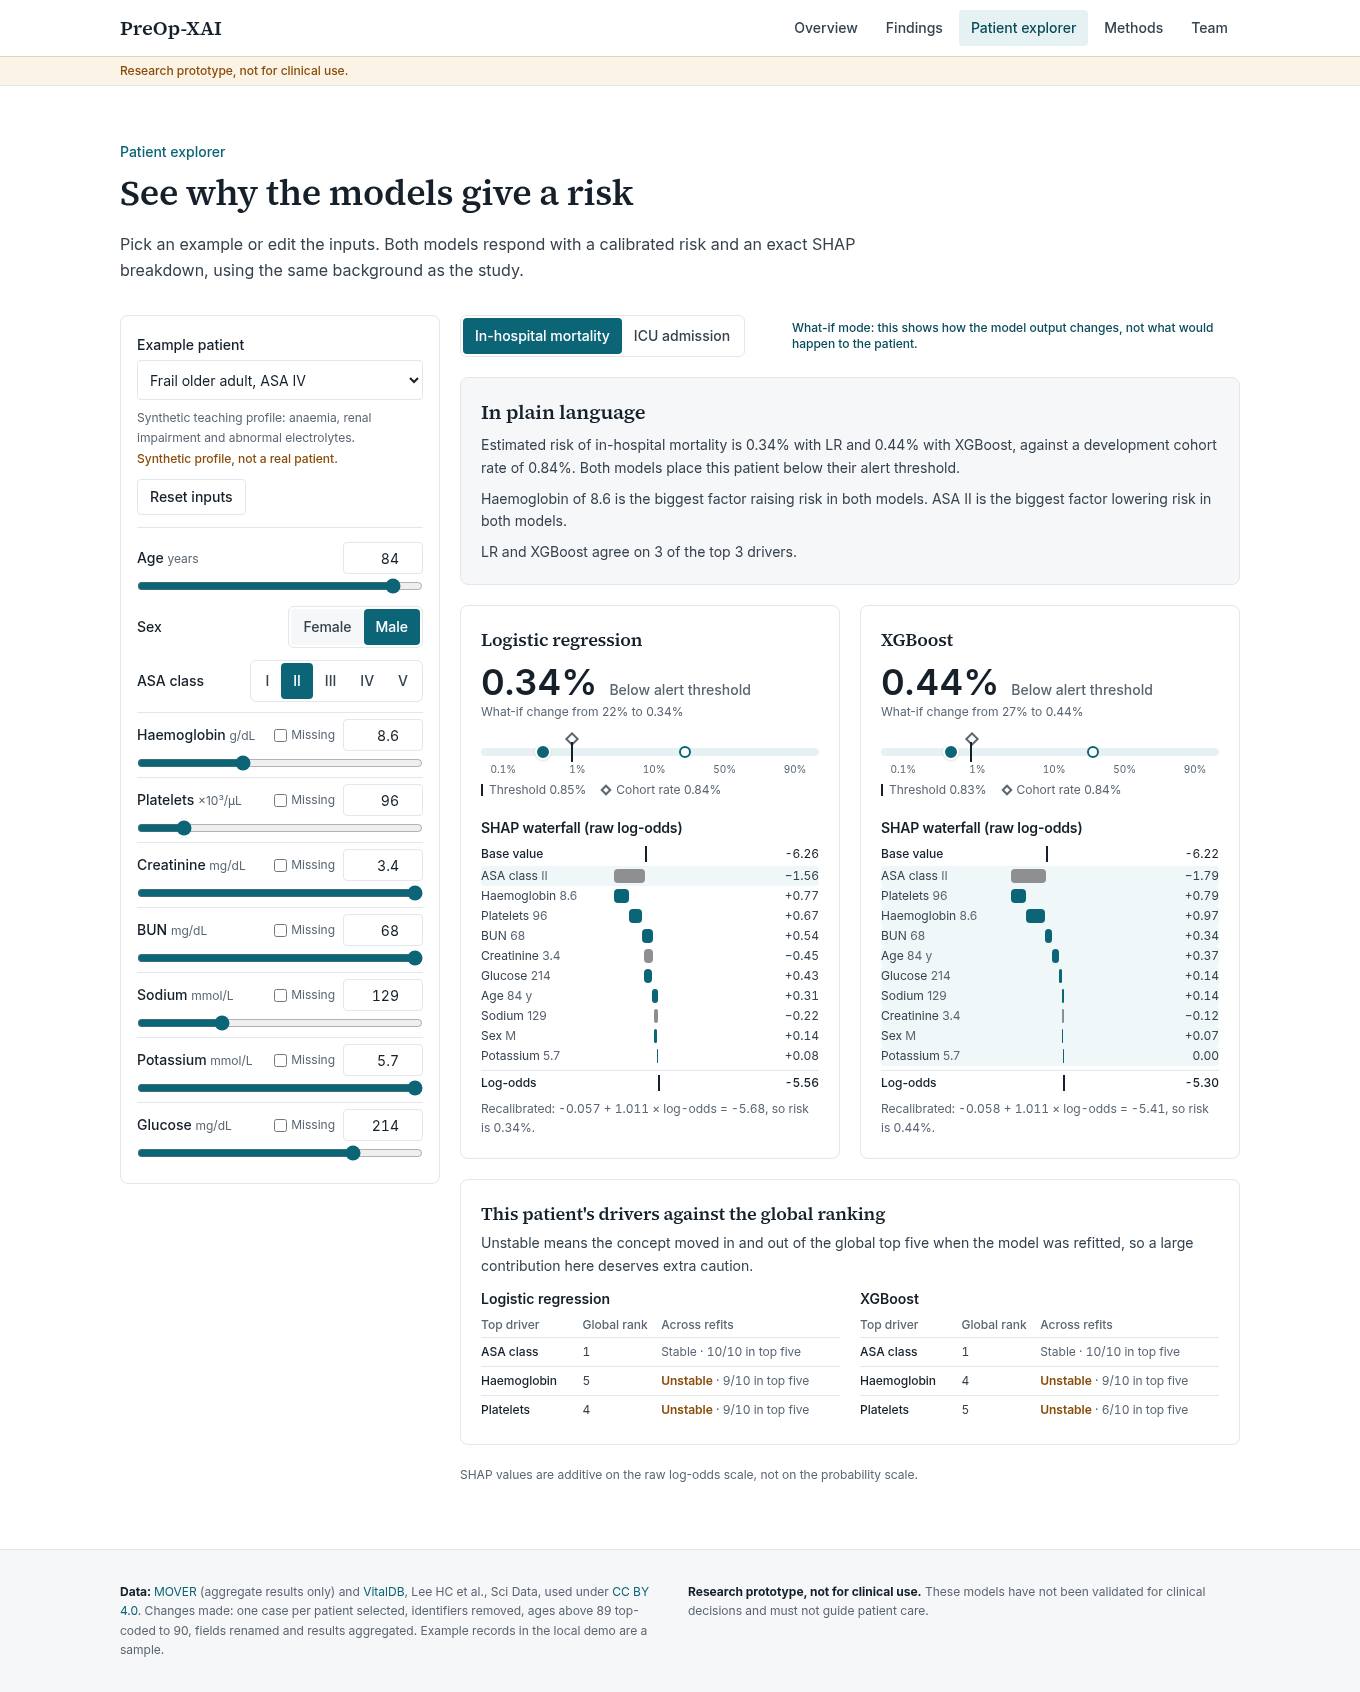 PreOp-XAI
Overview
Findings
Patient explorer
Methods
Team
Research prototype, not for clinical use.
Patient explorer
See why the models give a risk
Pick an example or edit the inputs. Both models respond with a calibrated risk and an exact SHAP
breakdown, using the same background as the study.
Example patient
Frail older adult, ASA IV
Synthetic teaching profile: anaemia, renal
impairment and abnormal electrolytes.
Synthetic profile, not a real patient.
Reset inputs
Age years 84
Sex Female Male
ASA class I II III IV V
Haemoglobin g/dL Missing 8.6
Platelets ×10³/µL Missing 96
Creatinine mg/dL Missing 3.4
BUN mg/dL Missing 68
Sodium mmol/L Missing 129
Potassium mmol/L Missing 5.7
Glucose mg/dL Missing 214
In-hospital mortality
ICU admission
What-if mode: this shows how the model output changes, not what would
happen to the patient.
In plain language
Estimated risk of in-hospital mortality is 0.34% with LR and 0.44% with XGBoost, against a development cohort
rate of 0.84%. Both models place this patient below their alert threshold.
Haemoglobin of 8.6 is the biggest factor raising risk in both models. ASA II is the biggest factor lowering risk in
both models.
LR and XGBoost agree on 3 of the top 3 drivers.
Logistic regression
0.34% Below alert threshold
What-if change from 22% to 0.34%
0.1% 1% 10% 50% 90%
Threshold 0.85% Cohort rate 0.84%
SHAP waterfall (raw log-odds)
Base value -6.26
ASA class II −1.56
Haemoglobin 8.6 +0.77
Platelets 96 +0.67
BUN 68 +0.54
Creatinine 3.4 −0.45
Glucose 214 +0.43
Age 84 y +0.31
Sodium 129 −0.22
Sex M +0.14
Potassium 5.7 +0.08
Log-odds -5.56
Recalibrated: -0.057 + 1.011 × log-odds = -5.68, so risk
is 0.34%.
XGBoost
0.44% Below alert threshold
What-if change from 27% to 0.44%
0.1% 1% 10% 50% 90%
Threshold 0.83% Cohort rate 0.84%
SHAP waterfall (raw log-odds)
Base value -6.22
ASA class II −1.79
Platelets 96 +0.79
Haemoglobin 8.6 +0.97
BUN 68 +0.34
Age 84 y +0.37
Glucose 214 +0.14
Sodium 129 +0.14
Creatinine 3.4 −0.12
Sex M +0.07
Potassium 5.7 0.00
Log-odds -5.30
Recalibrated: -0.058 + 1.011 × log-odds = -5.41, so risk
is 0.44%.
This patient's drivers against the global ranking
Unstable means the concept moved in and out of the global top five when the model was refitted, so a large
contribution here deserves extra caution.
Logistic regression
Top driver Global rank Across refits
ASA class 1 Stable · 10/10 in top five
Haemoglobin 5 Unstable · 9/10 in top five
Platelets 4 Unstable · 9/10 in top five
XGBoost
Top driver Global rank Across refits
ASA class 1 Stable · 10/10 in top five
Haemoglobin 4 Unstable · 9/10 in top five
Platelets 5 Unstable · 6/10 in top five
SHAP values are additive on the raw log-odds scale, not on the probability scale.
Data: MOVER (aggregate results only) and VitalDB, Lee HC et al., Sci Data, used under CC BY
4.0. Changes made: one case per patient selected, identifiers removed, ages above 89 top-
coded to 90, fields renamed and results aggregated. Example records in the local demo are a
sample.
Research prototype, not for clinical use. These models have not been validated for clinical
decisions and must not guide patient care.